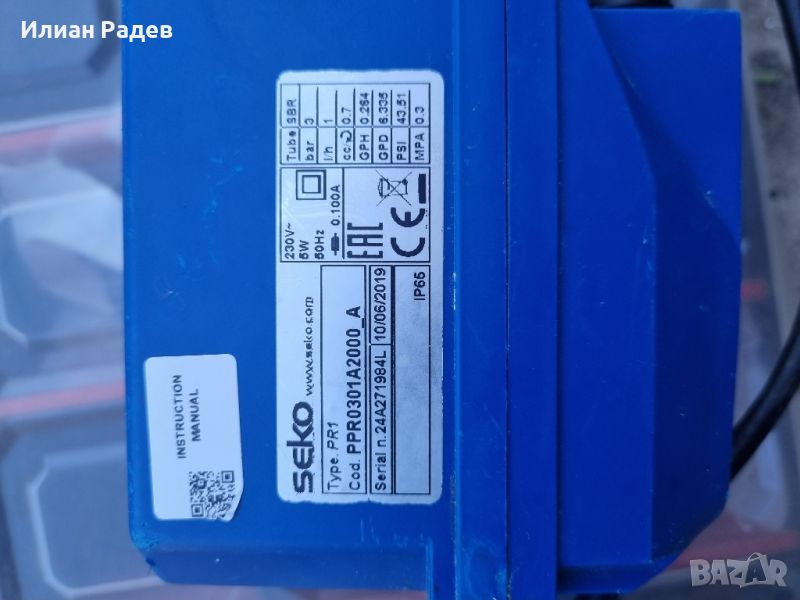 Илиан Радев
SEKO www.seko.com
Type. PR1
Cod. PPR0301A2000_A
Serial n. 24A271984L 10/06/2019
IP65
230V~
5W
50Hz
0.100A
EAC
CE
Tube SBR
bar 3
l/h 1
cc/ 0.7
GPH 0.264
GPD 6.335
PSI 43.51
MPA 0.3
INSTRUCTION
MANUAL
BAZAR